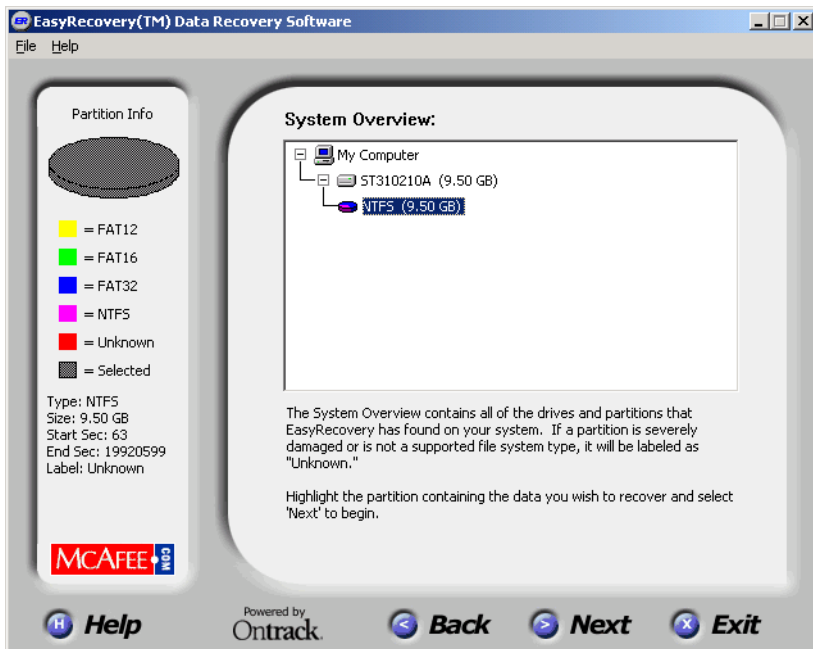 EasyRecovery(TM) Data Recovery Software
File Help
Partition Info
= FAT12
= FAT16
= FAT32
= NTFS
= Unknown
= Selected
Type: NTFS
Size: 9.50 GB
Start Sec: 63
End Sec: 19920599
Label: Unknown
McAFEE.COM
System Overview:
My Computer
ST310210A (9.50 GB)
NTFS (9.50 GB)
The System Overview contains all of the drives and partitions that
EasyRecovery has found on your system. If a partition is severely
damaged or is not a supported file system type, it will be labeled as
"Unknown."
Highlight the partition containing the data you wish to recover and select
'Next' to begin.
Help
Powered by
Ontrack.
Back
Next
Exit